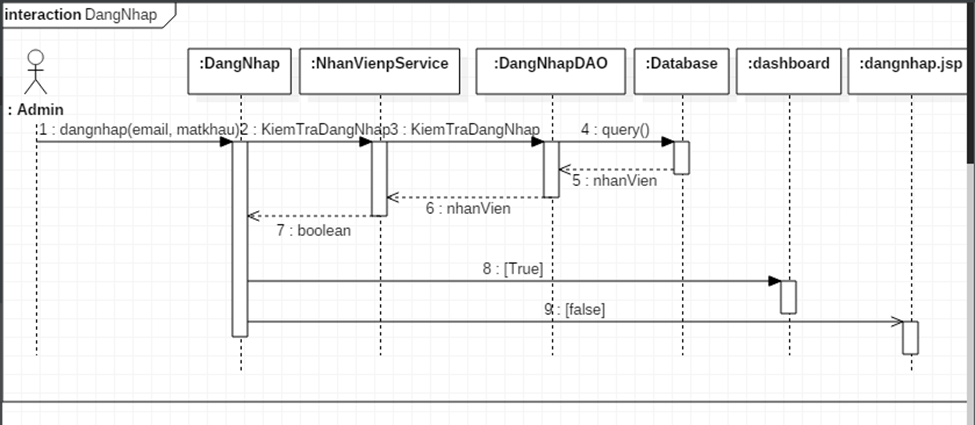 interaction DangNhap
:DangNhap
:NhanVienpService
:DangNhapDAO
:Database
:dashboard
:dangnhap.jsp
: Admin
1 : dangnhap(email, matkhau)
2 : KiemTraDangNhap
3 : KiemTraDangNhap
4 : query()
5 : nhanVien
6 : nhanVien
7 : boolean
8 : [True]
9 : [false]